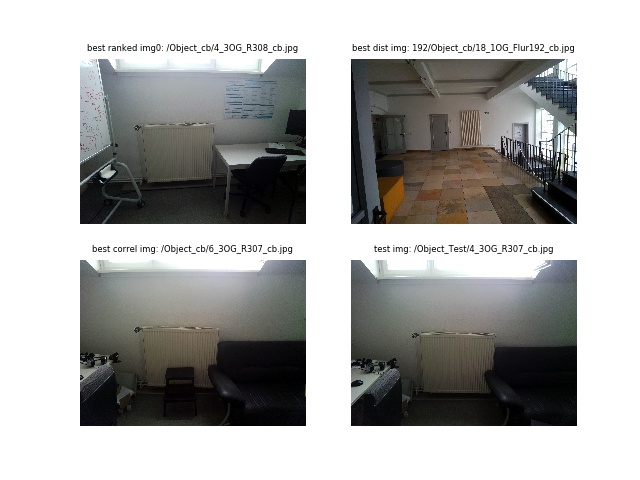 best ranked img0: /Object_cb/4_3OG_R308_cb.jpg
best dist img: 192/Object_cb/18_1OG_Flur192_cb.jpg
best correl img: /Object_cb/6_3OG_R307_cb.jpg
test img: /Object_Test/4_3OG_R307_cb.jpg